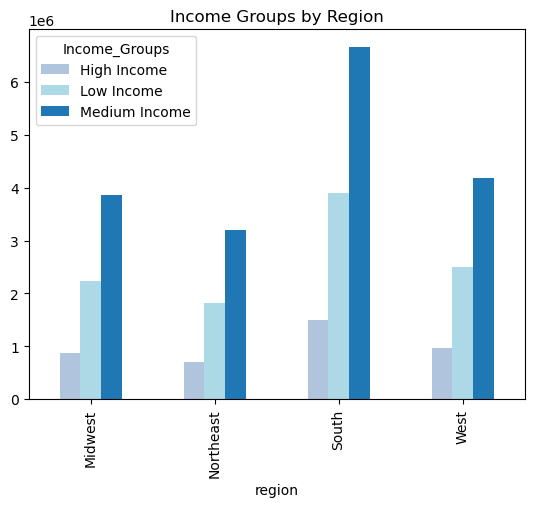 Income Groups by Region
1e6
Income_Groups
High Income
Low Income
Medium Income
6
5
4
3
2
1
0
Midwest
Northeast
South
West
region